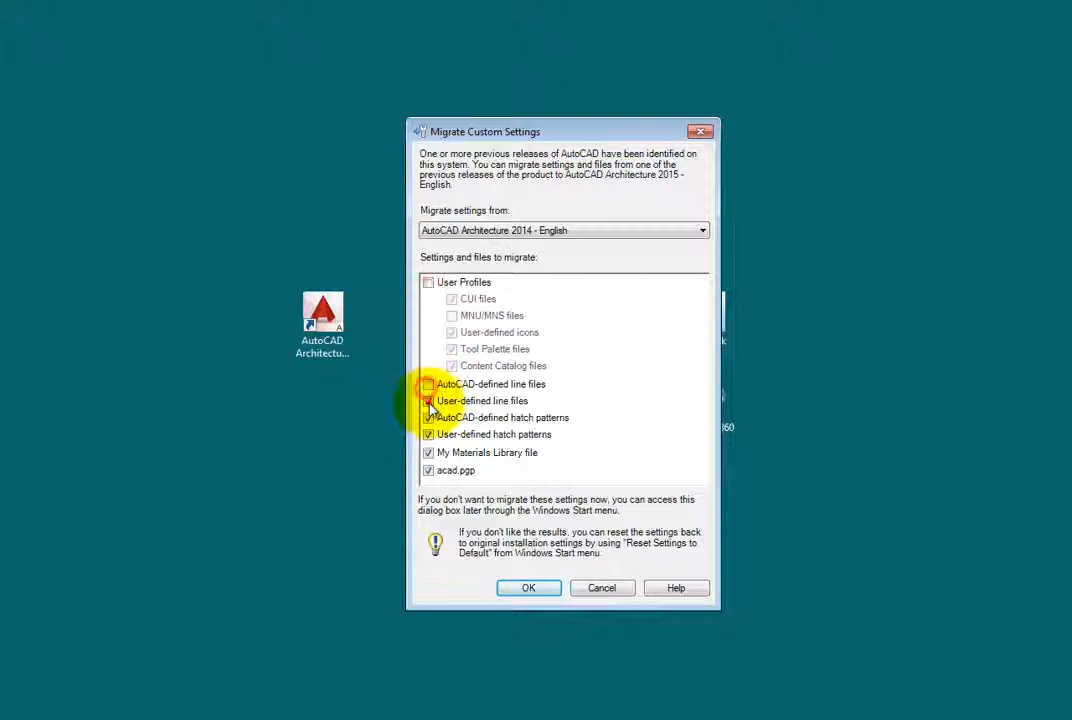 Migrate Custom Settings
One or more previous releases of AutoCAD have been identified on
this system. You can migrate settings and files from one of the
previous releases of the product to AutoCAD Architecture 2015 -
English.
Migrate settings from:
AutoCAD Architecture 2014 - English
Settings and files to migrate:
User Profiles
CUI files
MNU/MNS files
User-defined icons
Tool Palette files
Content Catalog files
AutoCAD-defined line files
User-defined line files
AutoCAD-defined hatch patterns
User-defined hatch patterns
My Materials Library file
acad.pgp
If you don't want to migrate these settings now, you can access this
dialog box later through the Windows Start menu.
If you don't like the results, you can reset the settings back
to original installation settings by using "Reset Settings to
Default" from Windows Start menu.
OK Cancel Help
A
AutoCAD
Architectu...
k
060